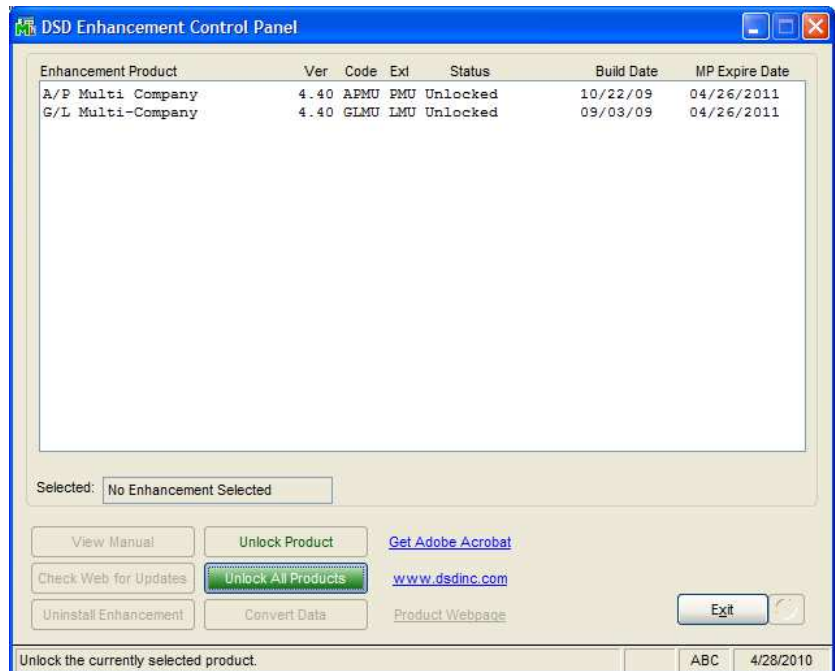 DSD Enhancement Control Panel
Enhancement Product Ver Code Ext Status Build Date MP Expire Date
A/P Multi Company 4.40 APMU PMU Unlocked 10/22/09 04/26/2011
G/L Multi-Company 4.40 GLMU LMU Unlocked 09/03/09 04/26/2011
Selected: No Enhancement Selected
View Manual Unlock Product Get Adobe Acrobat
Check Web for Updates Unlock All Products www.dsdinc.com
Uninstall Enhancement Convert Data Product Webpage Exit
Unlock the currently selected product. ABC 4/28/2010